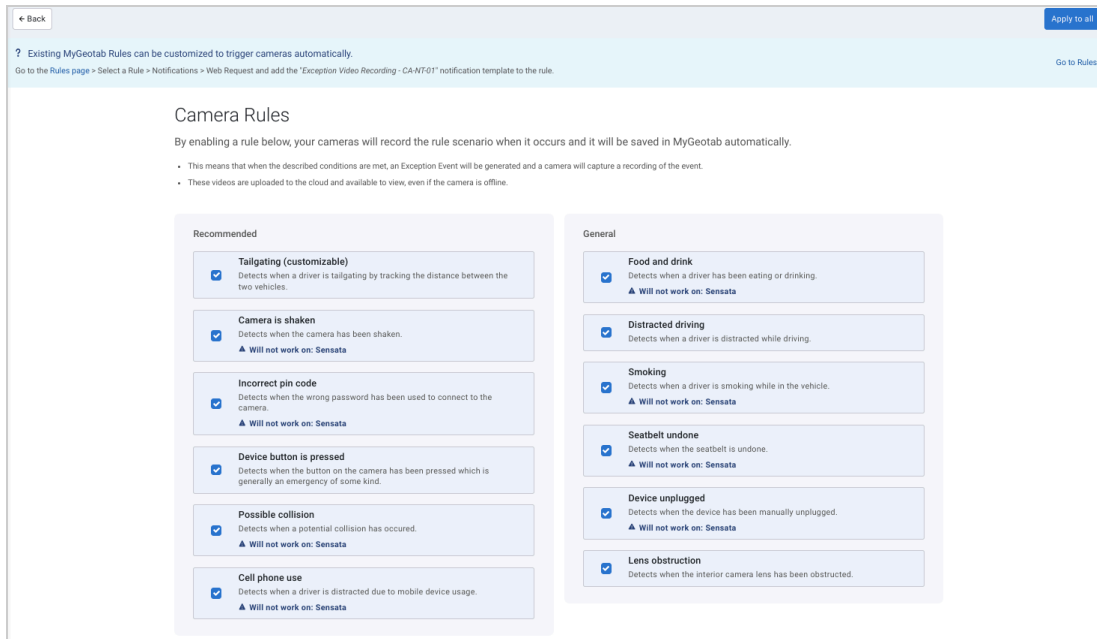 ← Back
Apply to all
? Existing MyGeotab Rules can be customized to trigger cameras automatically.
Go to the Rules page > Select a Rule > Notifications > Web Request and add the "Exception Video Recording - CA-NT-01" notification template to the rule.
Go to Rules
Camera Rules
By enabling a rule below, your cameras will record the rule scenario when it occurs and it will be saved in MyGeotab automatically.
• This means that when the described conditions are met, an Exception Event will be generated and a camera will capture a recording of the event.
• These videos are uploaded to the cloud and available to view, even if the camera is offline.
Recommended
Tailgating (customizable)
Detects when a driver is tailgating by tracking the distance between the
two vehicles.
Camera is shaken
Detects when the camera has been shaken.
Will not work on: Sensata
Incorrect pin code
Detects when the wrong password has been used to connect to the
camera.
Will not work on: Sensata
Device button is pressed
Detects when the button on the camera has been pressed which is
generally an emergency of some kind.
Possible collision
Detects when a potential collision has occured.
Will not work on: Sensata
Cell phone use
Detects when a driver is distracted due to mobile device usage.
Will not work on: Sensata
General
Food and drink
Detects when a driver has been eating or drinking.
Will not work on: Sensata
Distracted driving
Detects when a driver is distracted while driving.
Smoking
Detects when a driver is smoking while in the vehicle.
Will not work on: Sensata
Seatbelt undone
Detects when the seatbelt is undone.
Will not work on: Sensata
Device unplugged
Detects when the device has been manually unplugged.
Will not work on: Sensata
Lens obstruction
Detects when the interior camera lens has been obstructed.